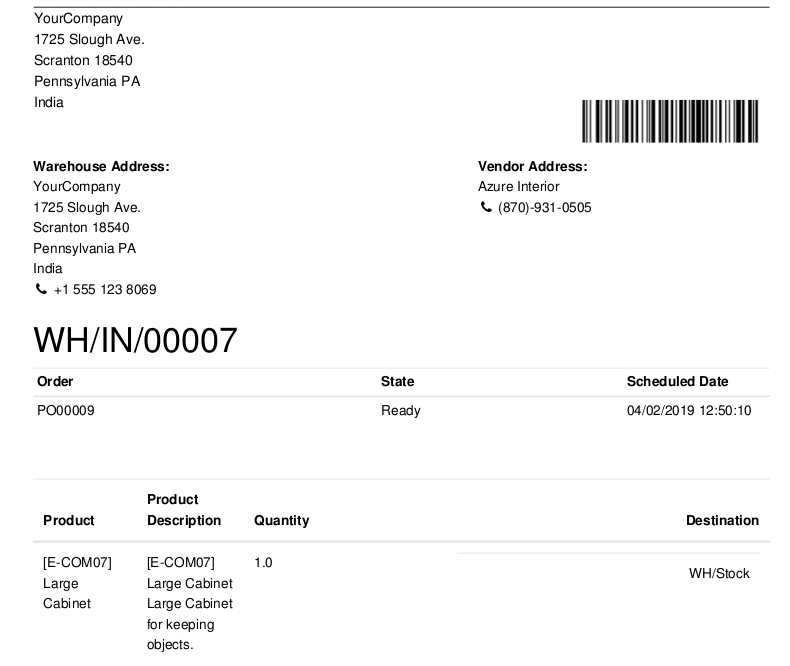 YourCompany
1725 Slough Ave.
Scranton 18540
Pennsylvania PA
India
Warehouse Address:
YourCompany
1725 Slough Ave.
Scranton 18540
Pennsylvania PA
India
+1 555 123 8069
Vendor Address:
Azure Interior
(870)-931-0505
WH/IN/00007
Order State Scheduled Date
PO00009 Ready 04/02/2019 12:50:10
Product Product Description Quantity Destination
[E-COM07] [E-COM07] 1.0 WH/Stock
Large Large Cabinet
Cabinet Large Cabinet
for keeping
objects.